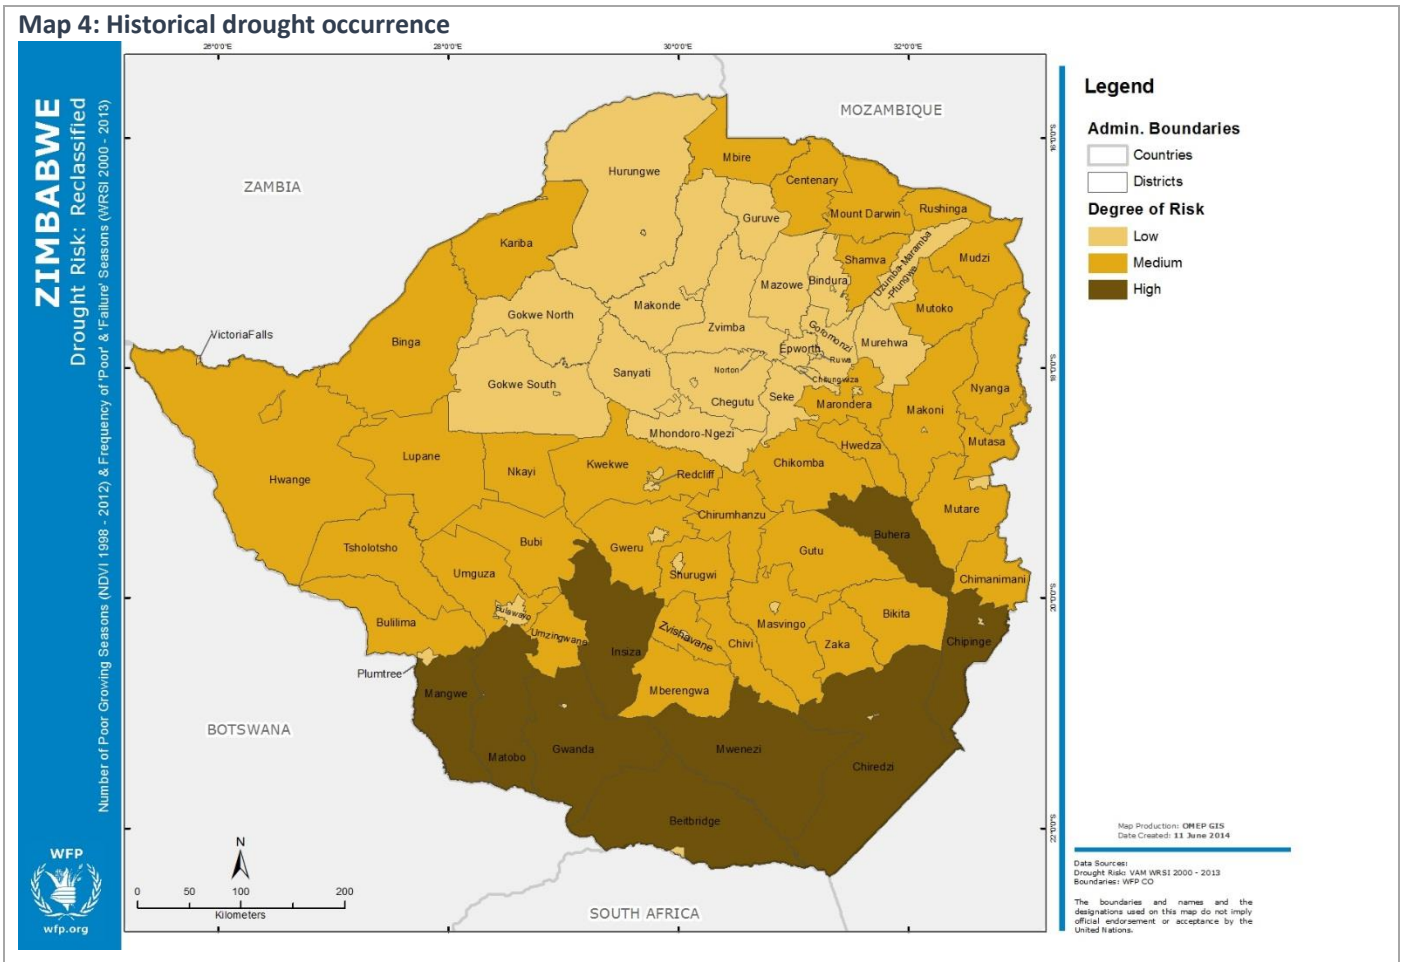 Map 4: Historical drought occurrence
ZIMBABWE
Drought Risk: Reclassified
Number of Poor Growing Seasons (NDVI 1998 - 2012) & Frequency of 'Poor' & 'Failure' Seasons (WRSI 2000 - 2013)
WFP
wfp.org
26°0'0"E
28°0'0"E
30°0'0"E
32°0'0"E
MOZAMBIQUE
ZAMBIA
Mbire
Hurungwe
Centenary
Rushinga
Mount Darwin
Guruve
Kariba
Uzumba-Maramba
-Pfungwe
Shamva
Mudzi
Bindura
Mazowe
Makonde
Mutoko
Gokwe North
Zvimba
Goromonzi
VictoriaFalls
Binga
Murehwa
Epworth
Ruwa
Norton
Sanyati
Chitungwiza
Gokwe South
Nyanga
Seke
Chegutu
Marondera
Makoni
Mhondoro-Ngezi
Mutasa
Hwedza
Lupane
Kwekwe
Chikomba
Nkayi
Redcliff
Hwange
Mutare
Chirumhanzu
Buhera
Bubi
Tsholotsho
Gweru
Gutu
Umguza
Shurugwi
Chimanimani
Bulawayo
Bikita
Bulilima
Masvingo
Zvishavane
Umzingwane
Chipinge
Chivi
Zaka
Insiza
Plumtree
Mangwe
Mberengwa
BOTSWANA
Gwanda
Mwenezi
Matobo
Chiredzi
Beitbridge
SOUTH AFRICA
18°0'0"S
20°0'0"S
22°0'0"S
N
0 50 100 200
Kilometers
Legend
Admin. Boundaries
Countries
Districts
Degree of Risk
Low
Medium
High
Map Production: OMEP GIS
Date Created: 11 June 2014
Data Sources:
Drought Risk: VAM WRSI 2000 - 2013
Boundaries: WFP CO
The boundaries and names and the
designations used on this map do not imply
official endorsement or acceptance by the
United Nations.